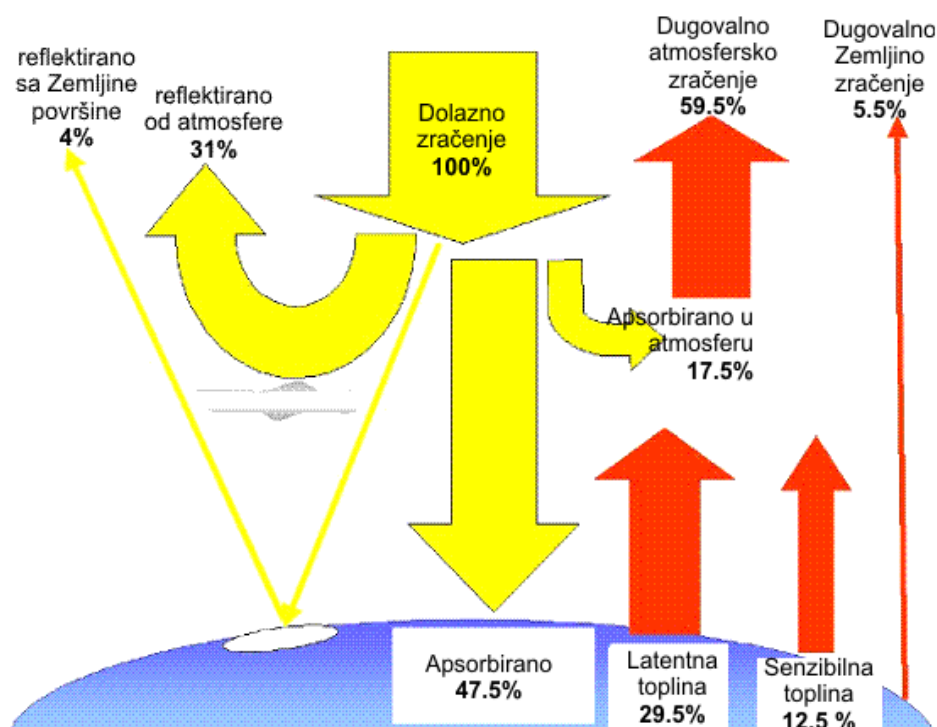 reflektirano
sa Zemljine
površine
4%
reflektirano
od atmosfere
31%
Dolazno
zračenje
100%
Dugovalno
atmosfersko
zračenje
59.5%
Dugovalno
Zemljino
zračenje
5.5%
Apsorbirano u
atmosferu
17.5%
Apsorbirano
47.5%
Latentna
toplina
29.5%
Senzibilna
toplina
12.5 %